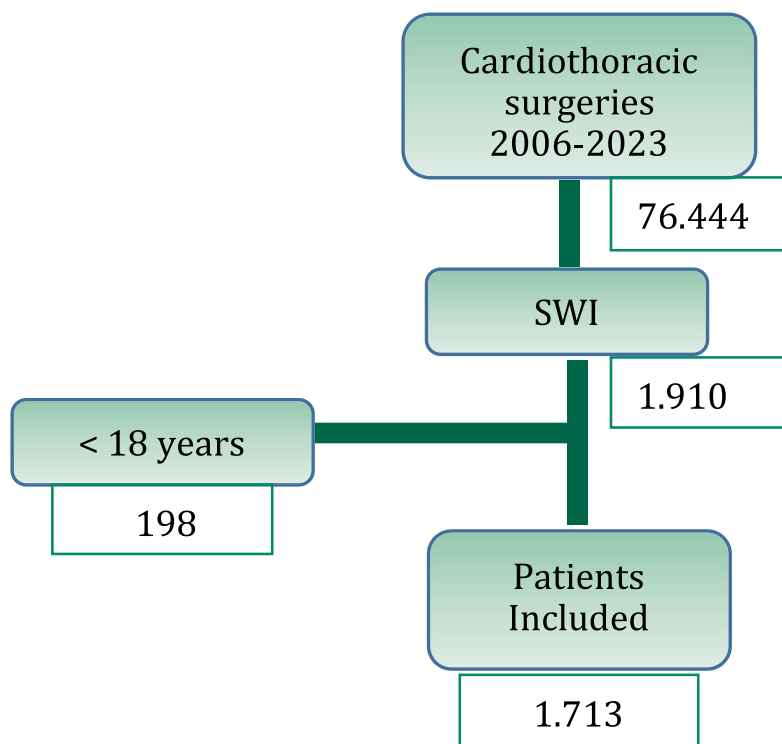 Cardiothoracic
surgeries
2006-2023
76.444
SWI
1.910
< 18 years
198
Patients
Included
1.713